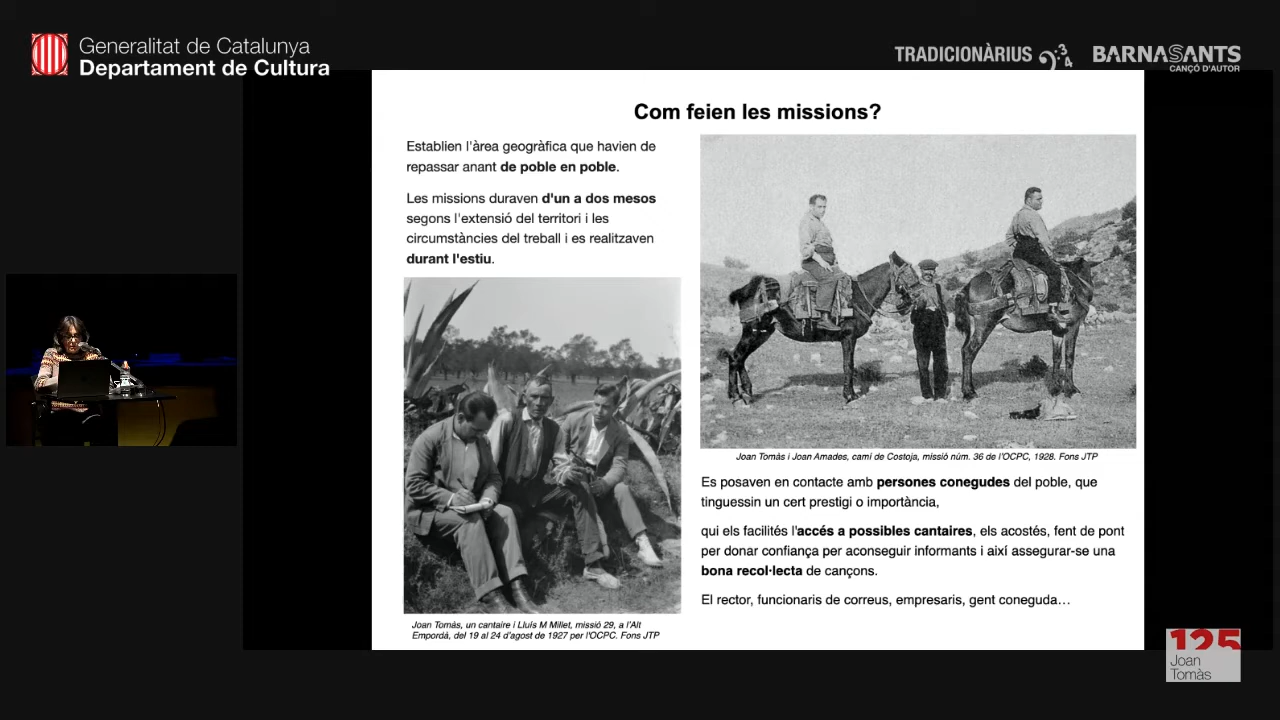 Generalitat de Catalunya
Departament de Cultura
TRADICIONÀRIUS
BARNASANTS
CANÇÓ D'AUTOR
Com feien les missions?
Establien l'àrea geogràfica que havien de
repassar anant de poble en poble.
Les missions duraven d'un a dos mesos
segons l'extensió del territori i les
circumstàncies del treball i es realitzaven
durant l'estiu.
Joan Tomàs, un cantaire i Lluís M Millet, missió 29, a l'Alt
Empordà, del 19 al 24 d'agost de 1927 per l'OCPC. Fons JTP
Joan Tomàs i Joan Amades, camí de Costoja, missió núm. 36 de l'OCPC, 1928. Fons JTP
Es posaven en contacte amb persones conegudes del poble, que
tinguessin un cert prestigi o importància,
qui els facilités l'accés a possibles cantaires, els acostés, fent de pont
per donar confiança per aconseguir informants i així assegurar-se una
bona recol·lecta de cançons.
El rector, funcionaris de correus, empresaris, gent coneguda…
125
Joan
Tomàs